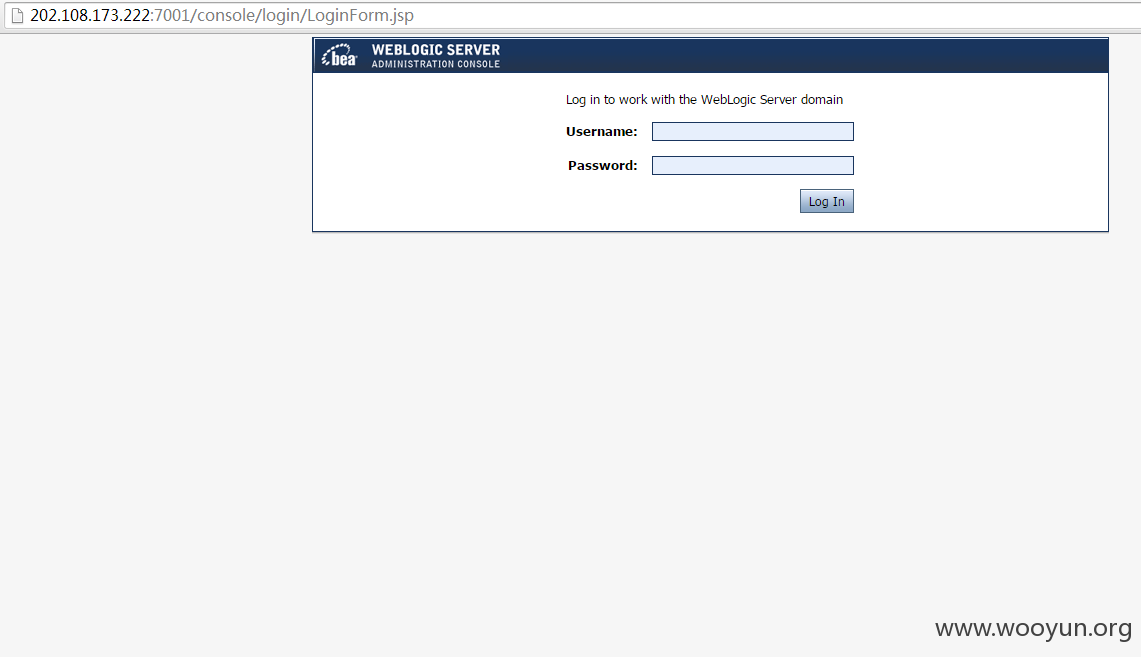 202.108.173.222:7001/console/login/LoginForm.jsp
bea
WEBLOGIC SERVER
ADMINISTRATION CONSOLE
Log in to work with the WebLogic Server domain
Username:
Password:
Log In
www.wooyun.org